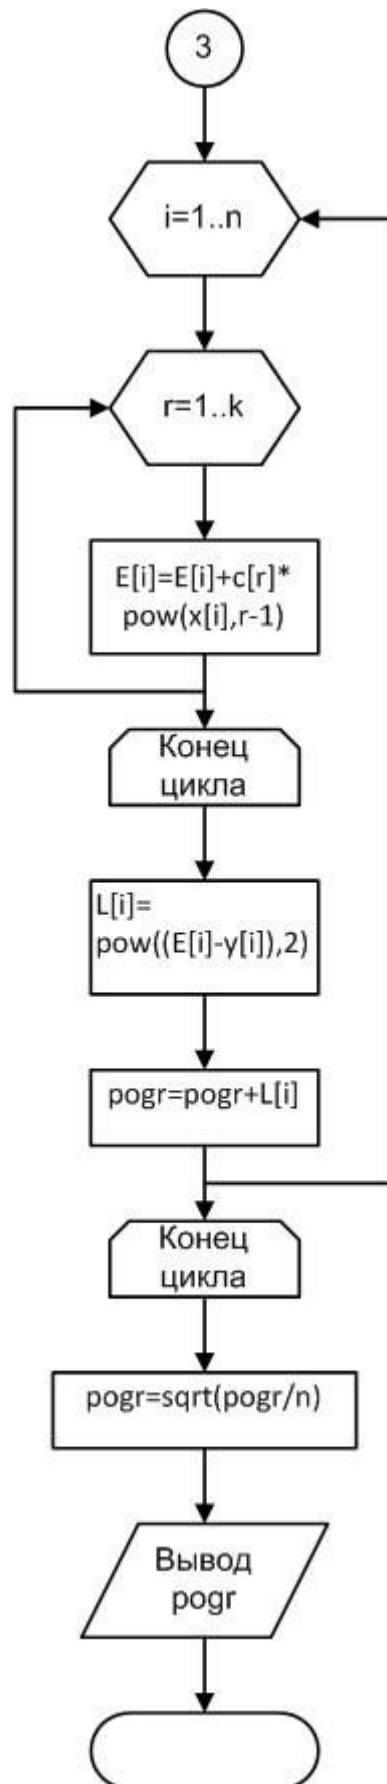 3
i=1..n
r=1..k
E[i]=E[i]+c[r]*
pow(x[i],r-1)
Конец
цикла
L[i]=
pow((E[i]-y[i]),2)
pogr=pogr+L[i]
Конец
цикла
pogr=sqrt(pogr/n)
Вывод
pogr